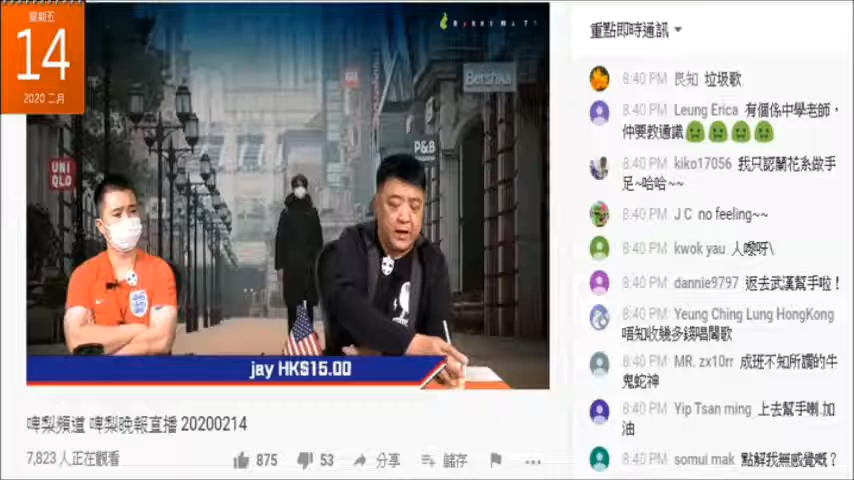 星期五
14
2020 二月
Bershka
P&B
UNI
QLO
jay HK$15.00
啤梨頻道 啤梨晚報直播 20200214
7,823 人正在觀看
875
53
分享
儲存
重點即時通訊
8:40 PM 良知 垃圾歌
8:40 PM Leung Erica 有個係中學老師，
仲要教通識
8:40 PM kiko17056 我只認蘭花系做手
足~哈哈~~
8:40 PM J C no feeling~~
8:40 PM kwok yau 人嚟呀\
8:40 PM dannie9797 返去武漢幫手啦！
8:40 PM Yeung Ching Lung HongKong
唔知收幾多錢唱闔歌
8:40 PM MR. zx10rr 成班不知所謂的牛
鬼蛇神
8:40 PM Yip Tsan ming 上去幫手喇.加
油
8:40 PM somui mak 點解我無感覺嘅？